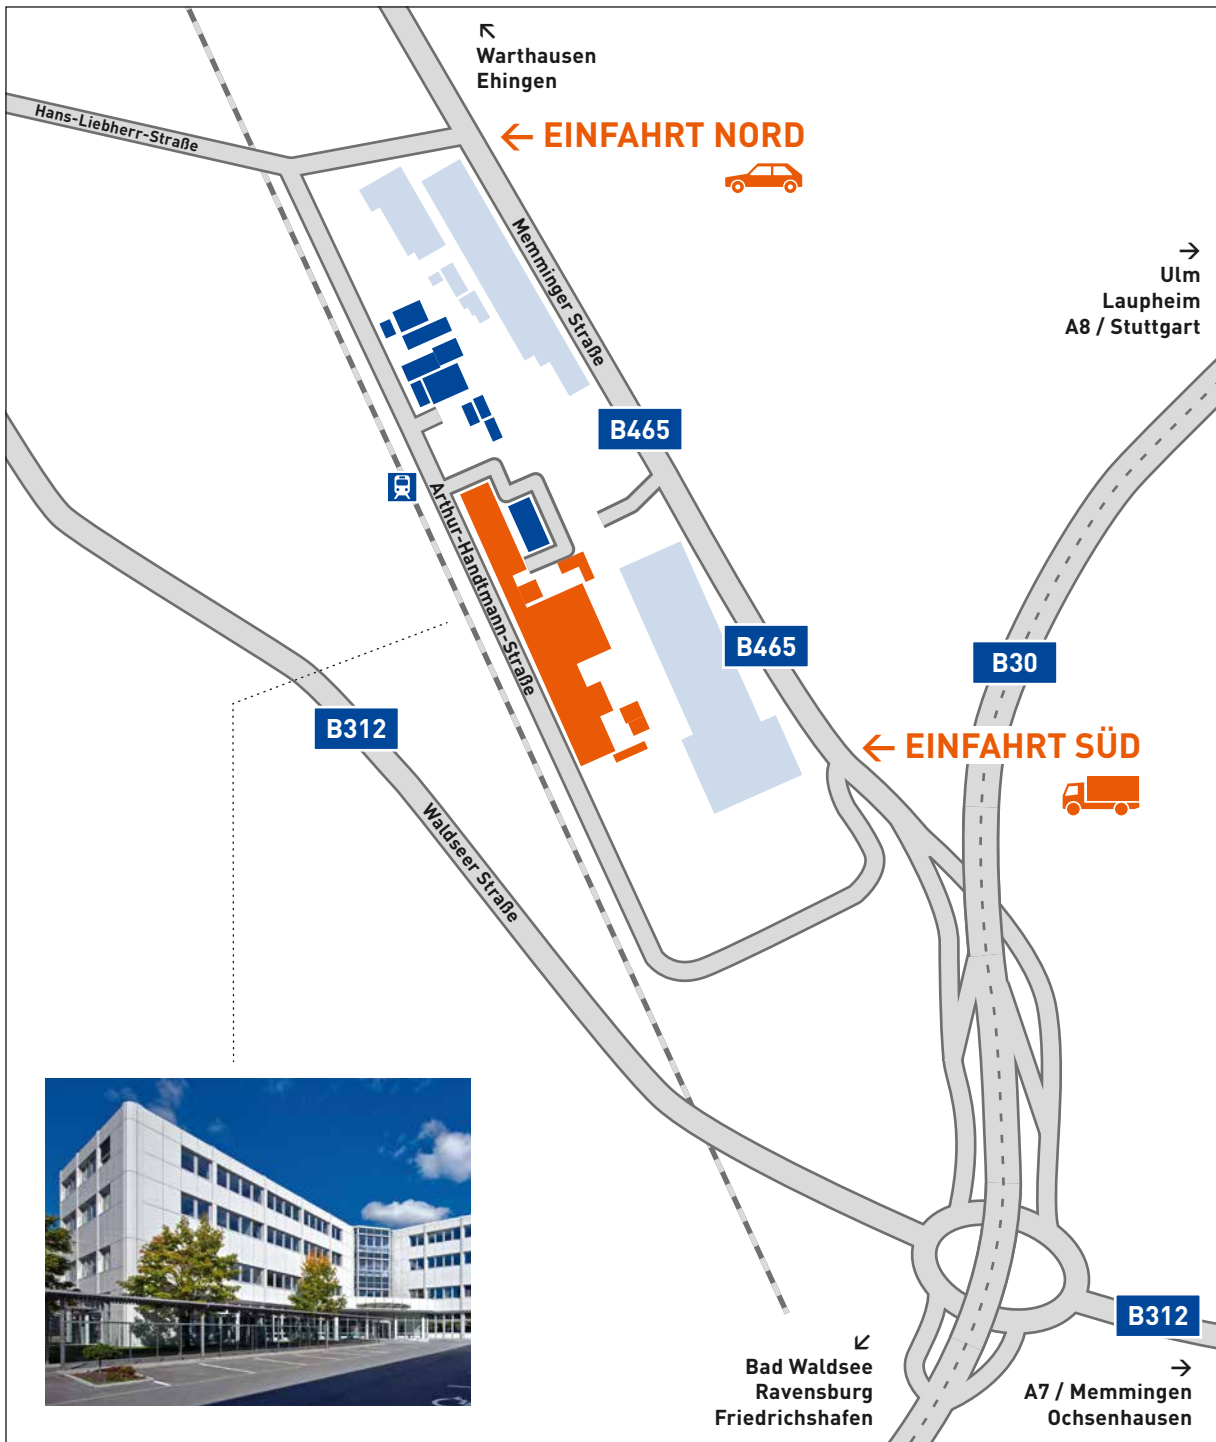 Warthausen
Ehingen
Hans-Liebherr-Straße
← EINFAHRT NORD
Memminger Straße
Ulm
Laupheim
A8 / Stuttgart
B465
Arthur-Handtmann-Straße
B465
B30
B312
← EINFAHRT SÜD
Waldseer Straße
B312
Bad Waldsee
Ravensburg
Friedrichshafen
A7 / Memmingen
Ochsenhausen